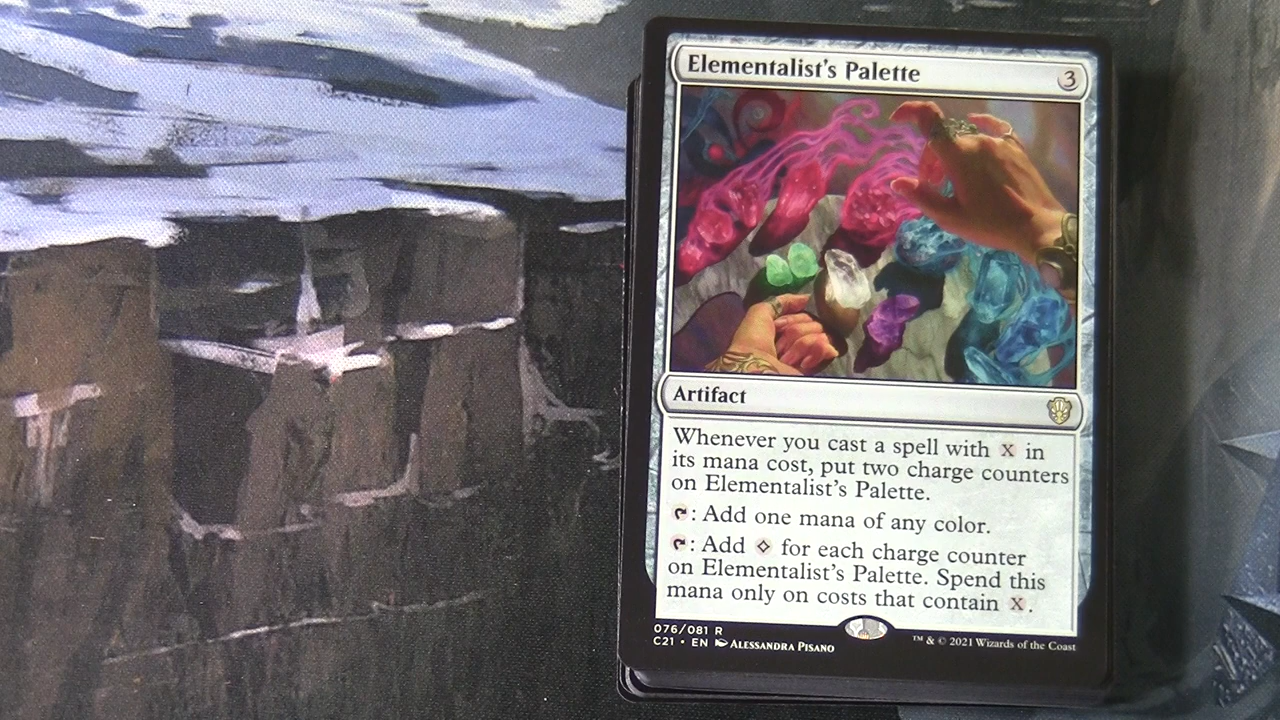 Elementalist's Palette 3
Artifact
Whenever you cast a spell with X in
its mana cost, put two charge counters
on Elementalist's Palette.
: Add one mana of any color.
: Add for each charge counter
on Elementalist's Palette. Spend this
mana only on costs that contain X.
076/081 R
C21 • EN ALESSANDRA PISANO
™ & © 2021 Wizards of the Coast